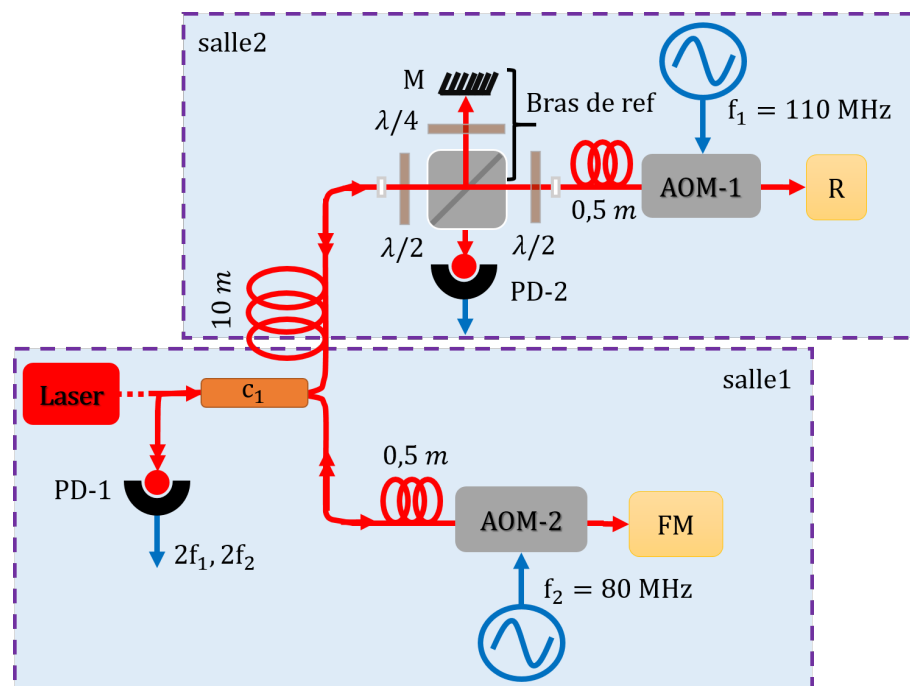 salle2
M
Bras de ref
f₁ = 110 MHz
λ/4
AOM-1
R
0,5 m
λ/2
λ/2
PD-2
10 m
salle1
Laser
c₁
0,5 m
PD-1
AOM-2
FM
2f₁, 2f₂
f₂ = 80 MHz